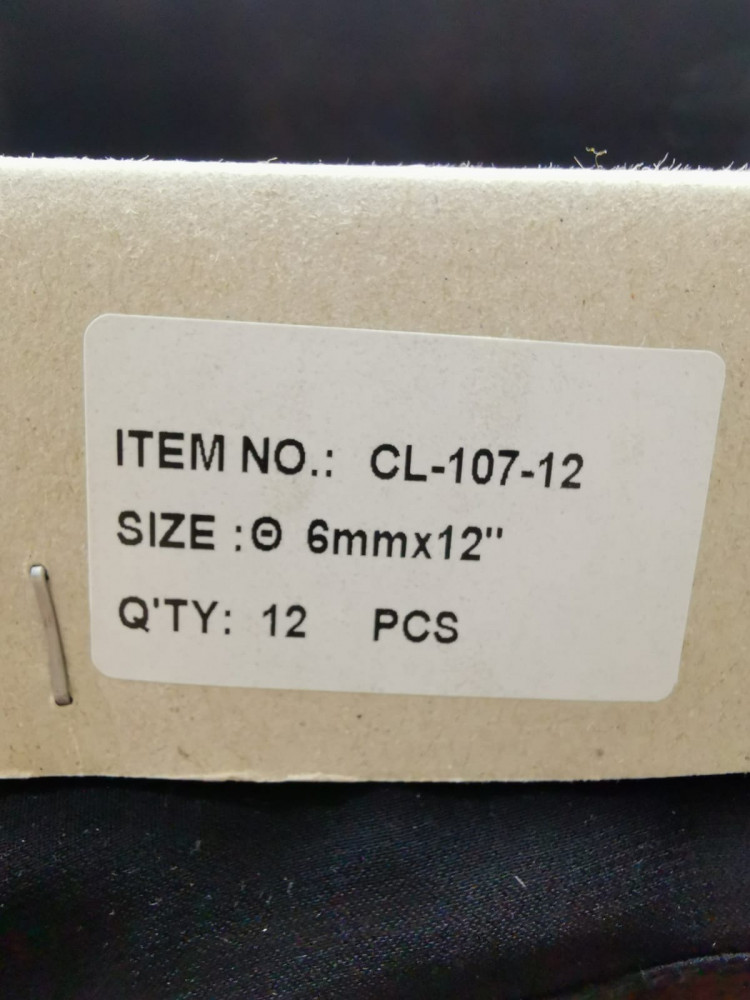 ITEM NO.: CL-107-12
SIZE :Θ 6mmx12"
Q'TY: 12 PCS